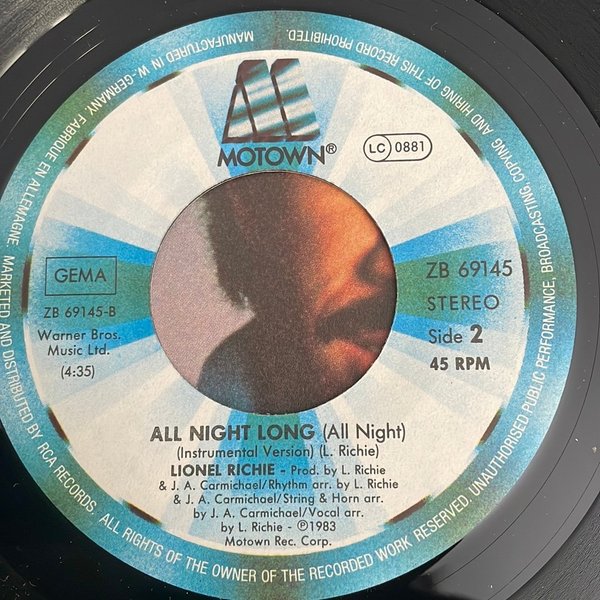 MOTOWN®
LC 0881
GEMA
ZB 69145-B
Warner Bros.
Music Ltd.
(4:35)
ZB 69145
STEREO
Side 2
45 RPM
ALL NIGHT LONG (All Night)
(Instrumental Version) (L. Richie)
LIONEL RICHIE - Prod. by L. Richie
& J. A. Carmichael/Rhythm arr. by L. Richie
& J. A. Carmichael/String & Horn arr.
by J. A. Carmichael/Vocal arr.
by L. Richie - ℗1983
Motown Rec. Corp.
MANUFACTURED IN W.-GERMANY. FABRIQUE EN ALLEMAGNE. MARKETED AND DISTRIBUTED BY RCA RECORDS. ALL RIGHTS OF THE OWNER OF THE RECORDED WORK RESERVED. UNAUTHORISED PUBLIC PERFORMANCE, BROADCASTING, COPYING AND HIRING OF THIS RECORD PROHIBITED.